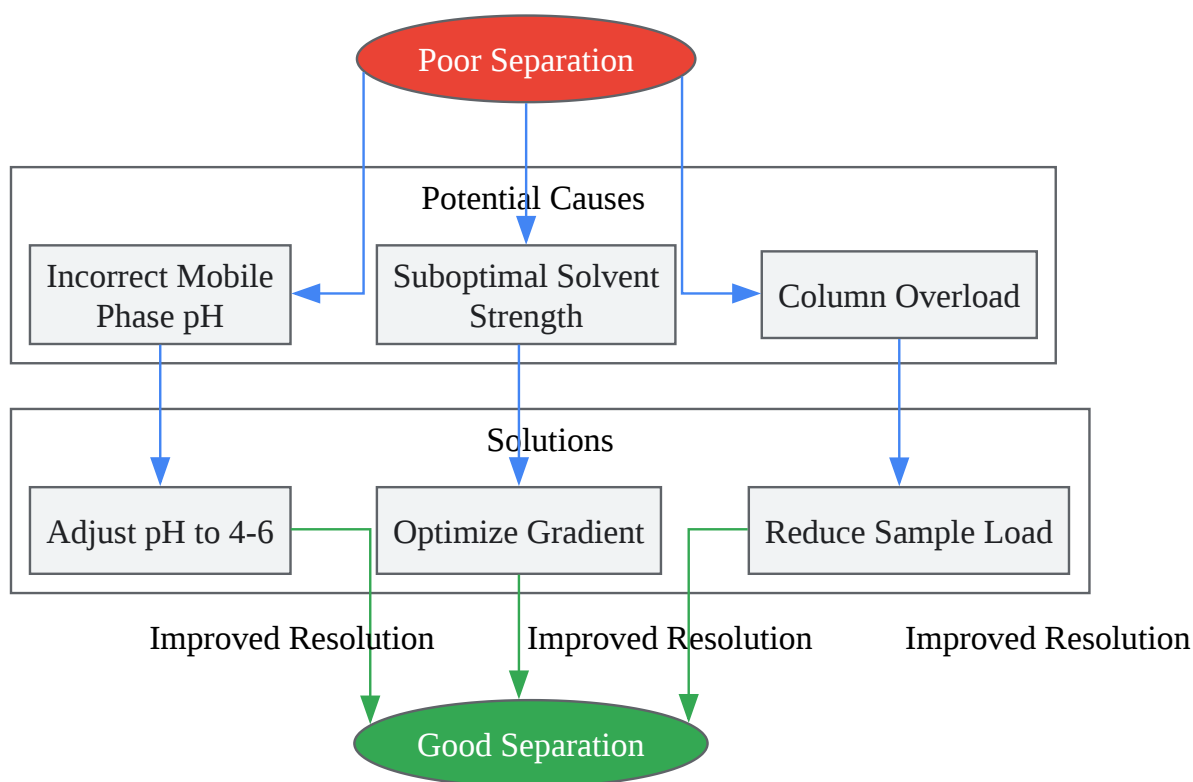 Poor Separation
Potential Causes
Incorrect Mobile
Phase pH
Suboptimal Solvent
Strength
Column Overload
Solutions
Adjust pH to 4-6
Optimize Gradient
Reduce Sample Load
Improved Resolution
Improved Resolution
Improved Resolution
Good Separation